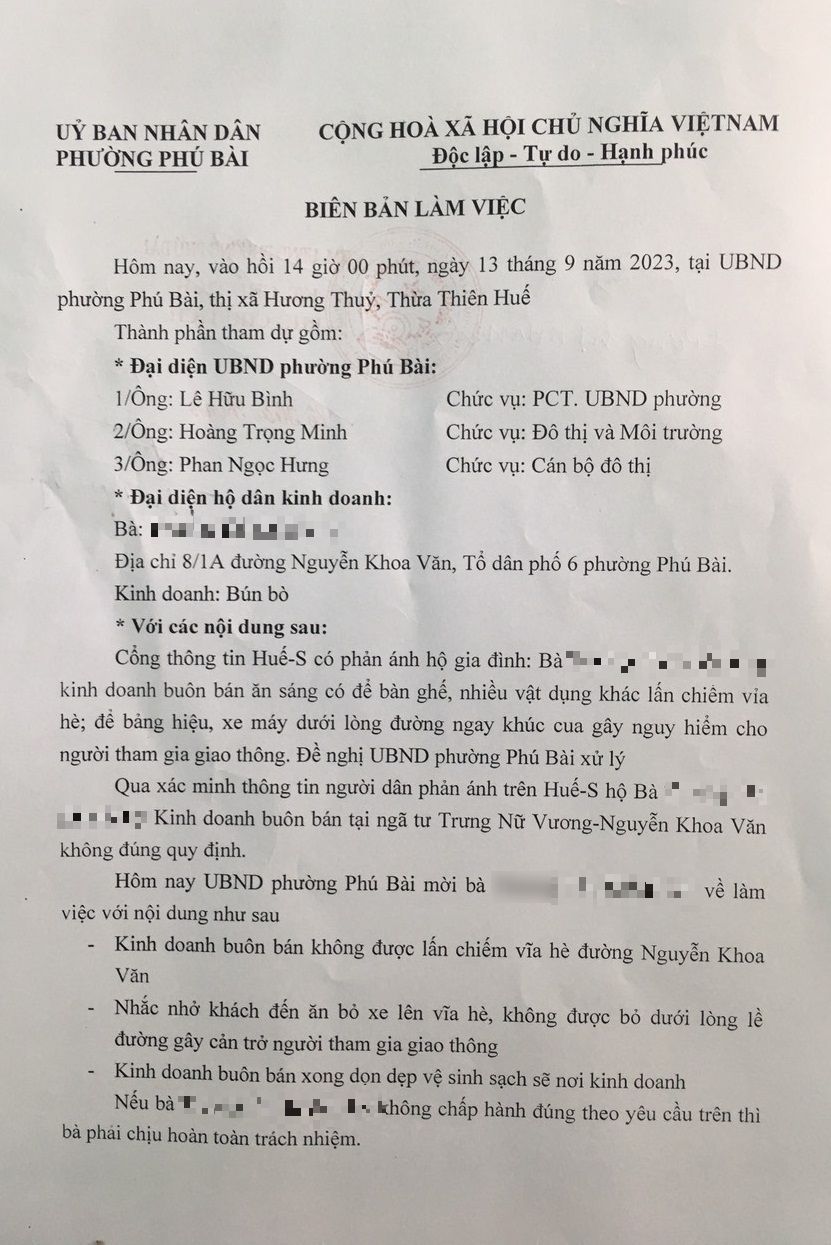 UỶ BAN NHÂN DÂN
PHƯỜNG PHÚ BÀI
CỘNG HOÀ XÃ HỘI CHỦ NGHĨA VIỆTNAM
Độc lập - Tự do - Hạnh phúc
BIÊN BẢN LÀM VIỆC
Hôm nay, vào hồi 14 giờ 00 phút, ngày 13 tháng 9 năm 2023, tại UBND
phường Phú Bài, thị xã Hương Thuỷ, Thừa Thiên Huế
Thành phần tham dự gồm:
* Đại diện UBND phường Phú Bài:
1/Ông: Lê Hữu Bình Chức vụ: PCT. UBND phường
2/Ông: Hoàng Trọng Minh Chức vụ: Đô thị và Môi trường
3/Ông: Phan Ngọc Hưng Chức vụ: Cán bộ đô thị
* Đại diện hộ dân kinh doanh:
Bà:
Địa chỉ 8/1A đường Nguyễn Khoa Văn, Tổ dân phố 6 phường Phú Bài.
Kinh doanh: Bún bò
* Với các nội dung sau:
Cổng thông tin Huế-S có phản ánh hộ gia đình: Bà
kinh doanh buôn bán ăn sáng có để bàn ghế, nhiều vật dụng khác lấn chiêm vỉa
hè; để bảng hiệu, xe máy dưới lòng đường ngay khúc cua gây nguy hiểm cho
người tham gia giao thông. Đề nghị UBND phường Phú Bài xử lý
Qua xác minh thông tin người dân phản ánh trên Huế-S hộ Bà
Kinh doanh buôn bán tại ngã tư Trưng Nữ Vương-Nguyễn Khoa Văn
không đúng quy định.
Hôm nay UBND phường Phú Bài mời bà về làm
việc với nội dung như sau
- Kinh doanh buôn bán không được lấn chiếm vĩa hè đường Nguyễn Khoa
Văn
- Nhắc nhở khách đến ăn bỏ xe lên vĩa hè, không được bỏ dưới lòng lề
đường gây cản trở người tham gia giao thông
- Kinh doanh buôn bán xong dọn dẹp vệ sinh sạch sẽ nơi kinh doanh
Nếu bà không chấp hành đúng theo yêu cầu trên thì
bà phải chịu hoàn toàn trách nhiệm.